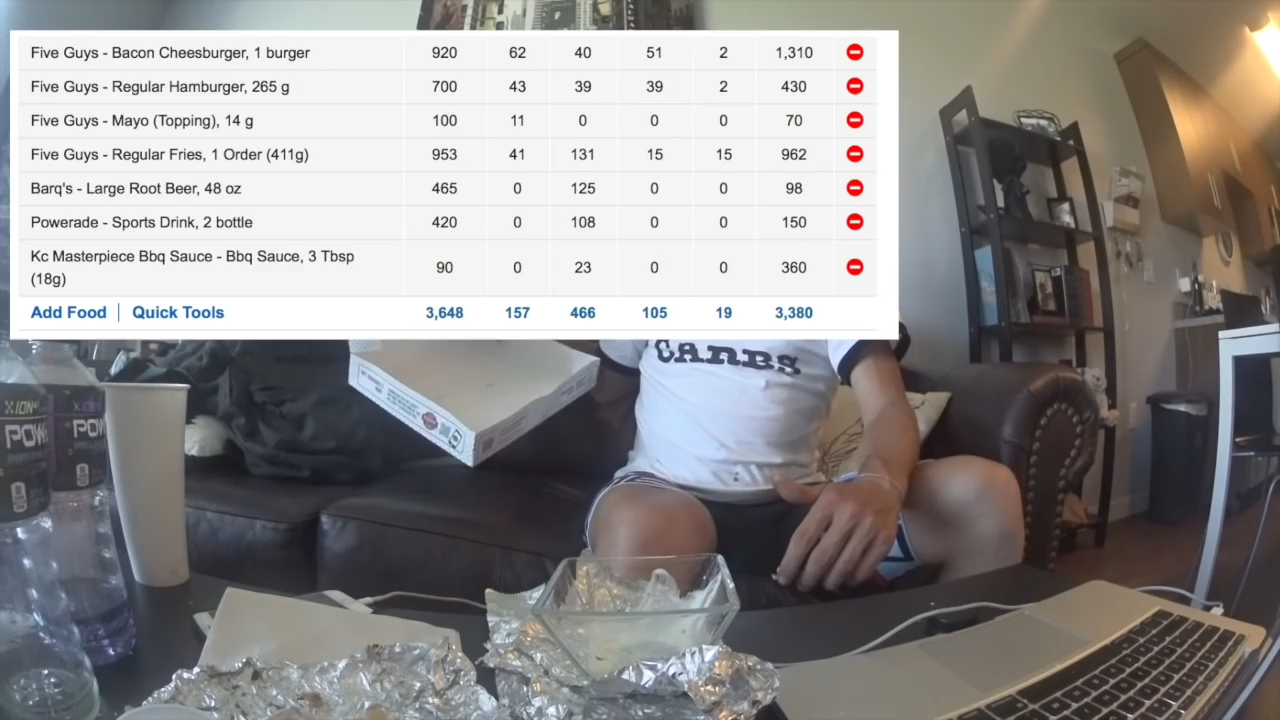 Five Guys - Bacon Cheesburger, 1 burger 920 62 40 51 2 1,310
Five Guys - Regular Hamburger, 265 g 700 43 39 39 2 430
Five Guys - Mayo (Topping), 14 g 100 11 0 0 0 70
Five Guys - Regular Fries, 1 Order (411g) 953 41 131 15 15 962
Barq's - Large Root Beer, 48 oz 465 0 125 0 0 98
Powerade - Sports Drink, 2 bottle 420 0 108 0 0 150
Kc Masterpiece Bbq Sauce - Bbq Sauce, 3 Tbsp
(18g) 90 0 23 0 0 360
Add Food Quick Tools 3,648 157 466 105 19 3,380
CARBS
ION4
POW
POW